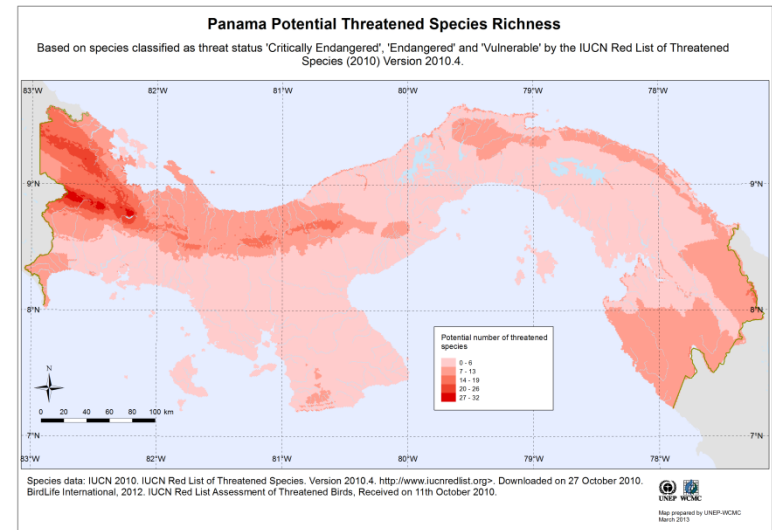 Panama Potential Threatened Species Richness
Based on species classified as threat status 'Critically Endangered', 'Endangered' and 'Vulnerable' by the IUCN Red List of Threatened
Species (2010) Version 2010.4.
83°W 82°W 81°W 80°W 79°W 78°W
9°N 9°N
8°N 8°N
Potential number of threatened
species
0 - 6
7 - 13
14 - 19
20 - 26
27 - 32
N
0 20 40 60 80 100 km
7°N 7°N
83°W 82°W 81°W 80°W 79°W 78°W
Species data: IUCN 2010. IUCN Red List of Threatened Species. Version 2010.4. http://www.iucnredlist.org>. Downloaded on 27 October 2010.
BirdLife International, 2012. IUCN Red List Assessment of Threatened Birds, Received on 11th October 2010.
UNEP WCMC
Map prepared by UNEP-WCMC
March 2013